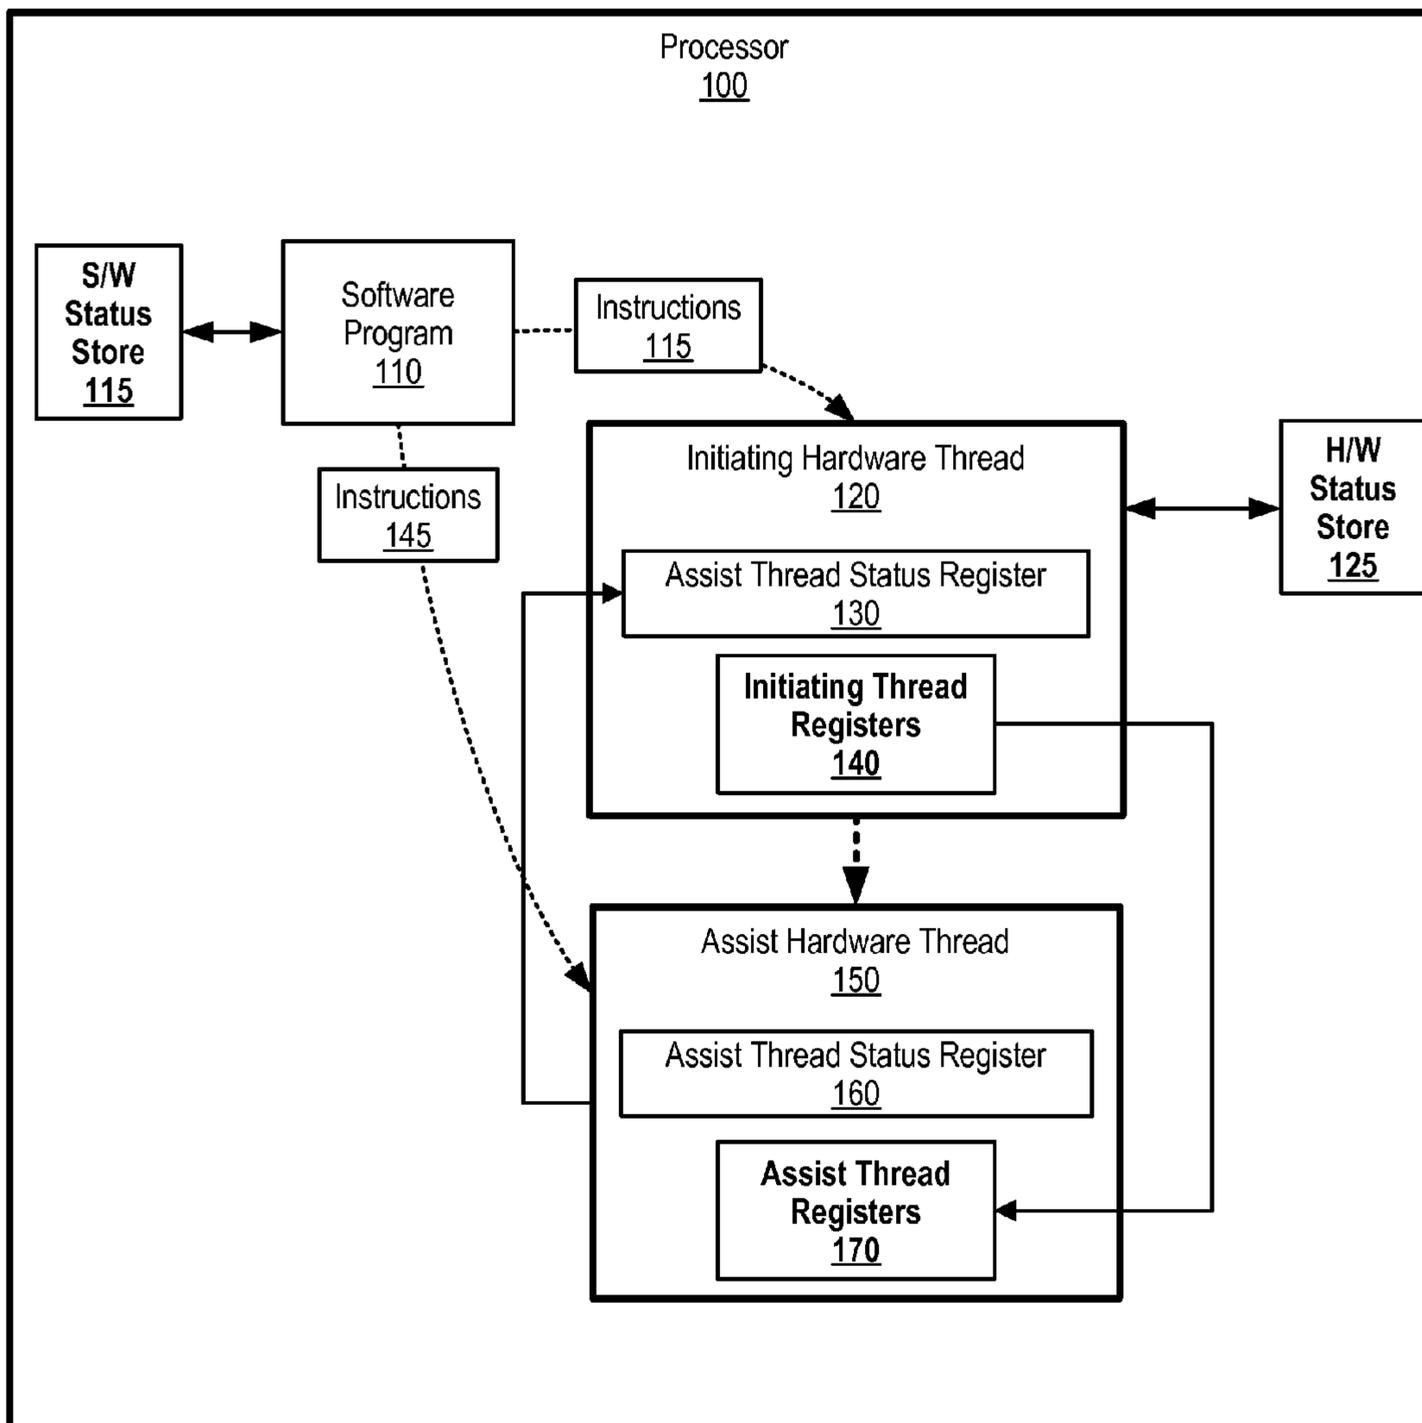 Processor
100
S/W
Status
Store
115
Software
Program
110
Instructions
115
Initiating Hardware Thread
120
H/W
Status
Store
125
Instructions
145
Assist Thread Status Register
130
Initiating Thread
Registers
140
Assist Hardware Thread
150
Assist Thread Status Register
160
Assist Thread
Registers
170